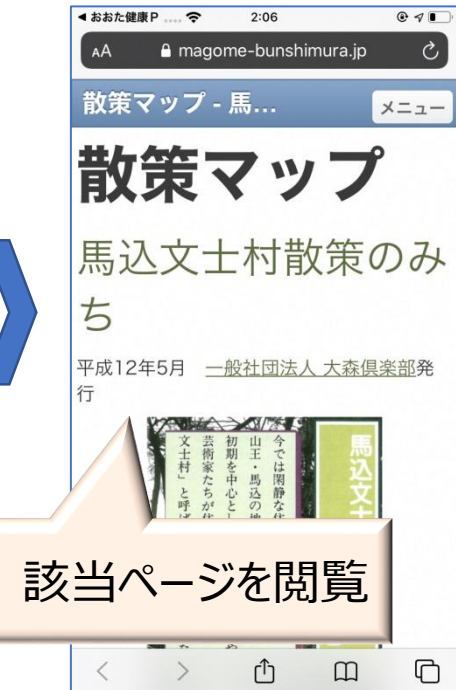 ◀ おおた健康P .... 2:06
AA magome-bunshimura.jp
散策マップ - 馬... メニュー
散策マップ
馬込文士村散策のみ
ち
平成12年5月 一般社団法人 大森倶楽部発
行
馬込文士
今では閑静な
山王・馬込の
初期を中心とし
芸術家たちが
文士村」と呼ば
該当ページを閲覧